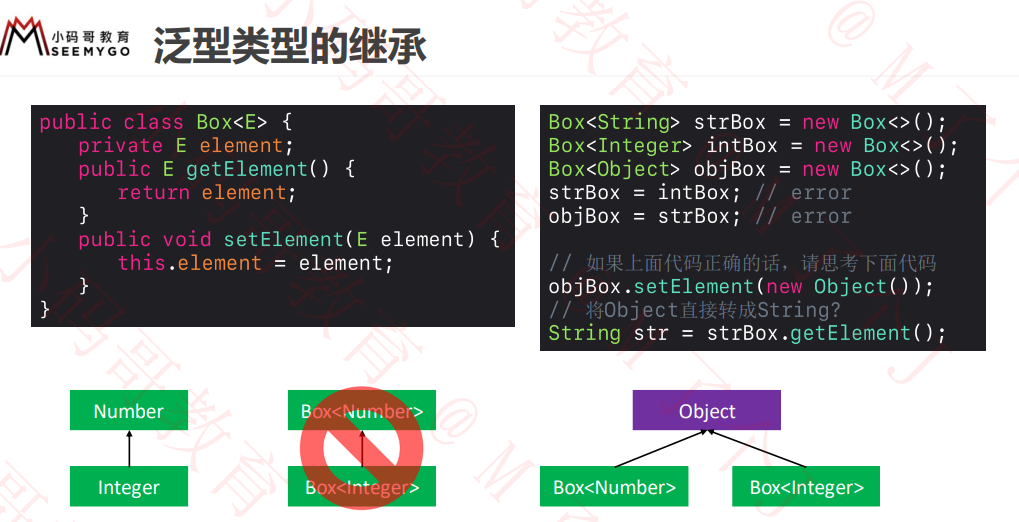 小码哥教育
SEEMYGO
泛型类型的继承
public class Box<E> {
    private E element;
    public E getElement() {
        return element;
    }
    public void setElement(E element) {
        this.element = element;
    }
}
Box<String> strBox = new Box<>();
Box<Integer> intBox = new Box<>();
Box<Object> objBox = new Box<>();
strBox = intBox; // error
objBox = strBox; // error
// 如果上面代码正确的话，请思考下面代码
objBox.setElement(new Object());
// 将Object直接转成String?
String str = strBox.getElement();
Number
Box<Number>
Object
Integer
Box<Integer>
Box<Number>
Box<Integer>